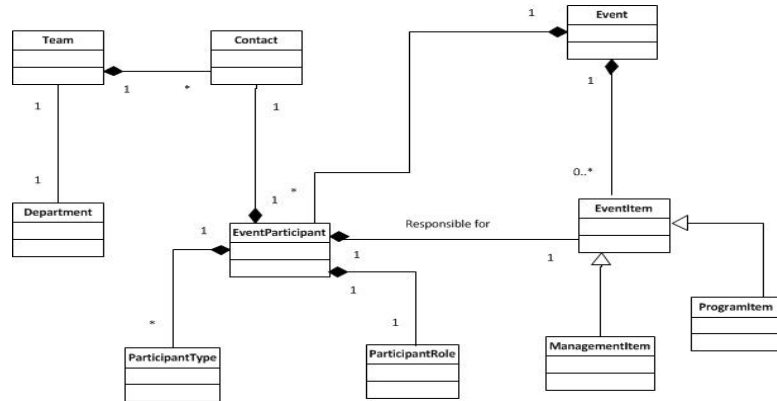 1
Event
Team
Contact
1
1
*
1
1
0..*
1
*
1
Department
EventItem
1
EventParticipant
Responsible for
1
1
1
ProgramItem
*
1
ParticipantType
ParticipantRole
ManagementItem